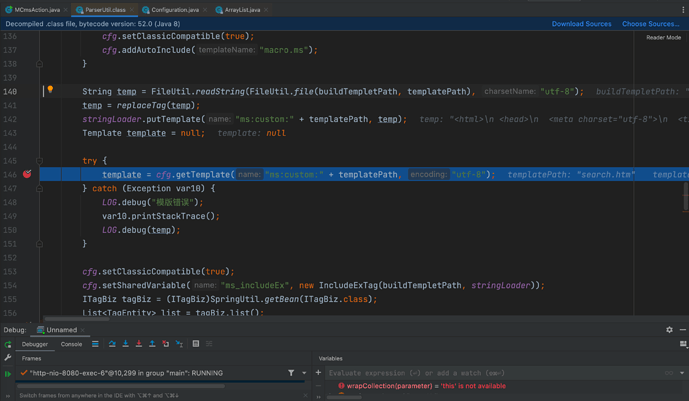 MCmsAction.java × ParserUtil.class × Configuration.java × ArrayList.java ×
Decompiled .class file, bytecode version: 52.0 (Java 8) Download Sources... Choose Sources...
Reader Mode
136 cfg.setClassicCompatible(true);
137 cfg.addAutoInclude( templateName: "macro.ms");
138 }
139
140 String temp = FileUtil.readString(FileUtil.file(buildTempletPath, templatePath), charsetName: "utf-8"); buildTempletPath: "
141 temp = replaceTag(temp);
142 stringLoader.putTemplate( name: "ms:custom:" + templatePath, temp); temp: "<html>\n <head>\n <meta charset="utf-8">\n <t
143 Template template = null; template: null
144
145 try {
146 template = cfg.getTemplate( name: "ms:custom:" + templatePath, encoding: "utf-8"); templatePath: "search.htm" templat
147 } catch (Exception var10) {
148 LOG.debug("模版错误");
149 var10.printStackTrace();
150 LOG.debug(temp);
151 }
152
153 cfg.setClassicCompatible(true);
154 cfg.setSharedVariable("ms_includeEx", new IncludeExTag(buildTempletPath, stringLoader));
155 ITagBiz tagBiz = (ITagBiz)SpringUtil.getBean(ITagBiz.class);
156 List<TagEntity> list = tagBiz.list();
Debug: Unnamed ×
Debugger Console
Frames Variables
"http-nio-8080-exec-6"@10,299 in group "main": RUNNING
Evaluate expression (⏎) or add a watch (⌘⇧⏎)
wrapCollection(parameter) = 'this' is not available
Switch frames from anywhere in the IDE with ⌥⌘↑ and ⌥⌘↓ ×